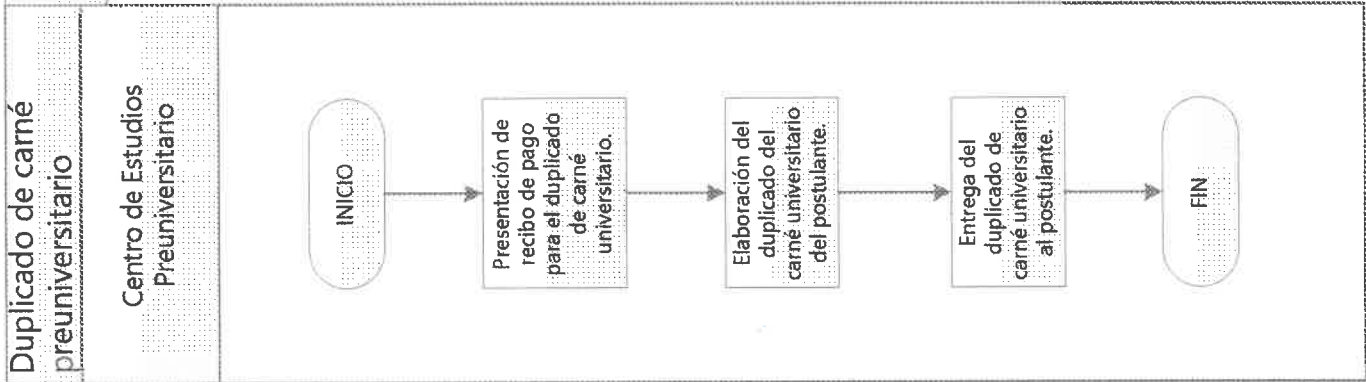 Duplicado de carné
preuniversitario
Centro de Estudios
Preuniversitario
INICIO
Presentación de
recibo de pago
para el duplicado
de carné
universitario.
Elaboración del
duplicado del
carné universitario
del postulante.
Entrega del
duplicado de
carné universitario
al postulante.
FIN